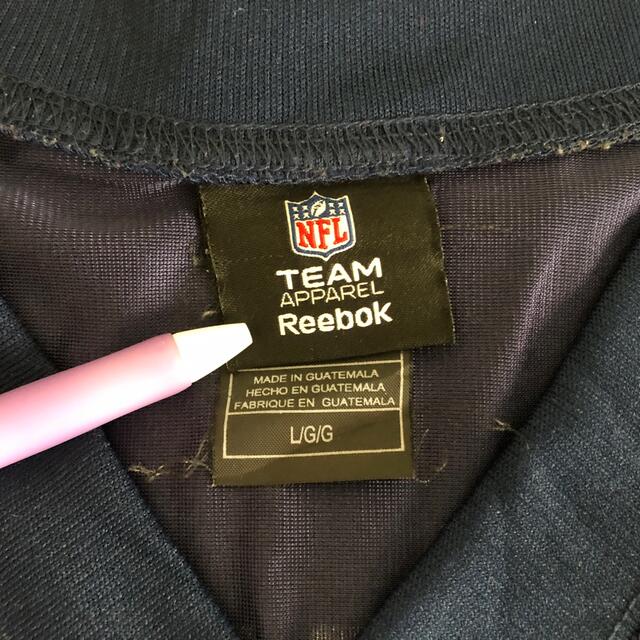 NFL
TEAM
APPAREL
Reebok
MADE IN GUATEMALA
HECHO EN GUATEMALA
FABRIQUE EN GUATEMALA
L/G/G